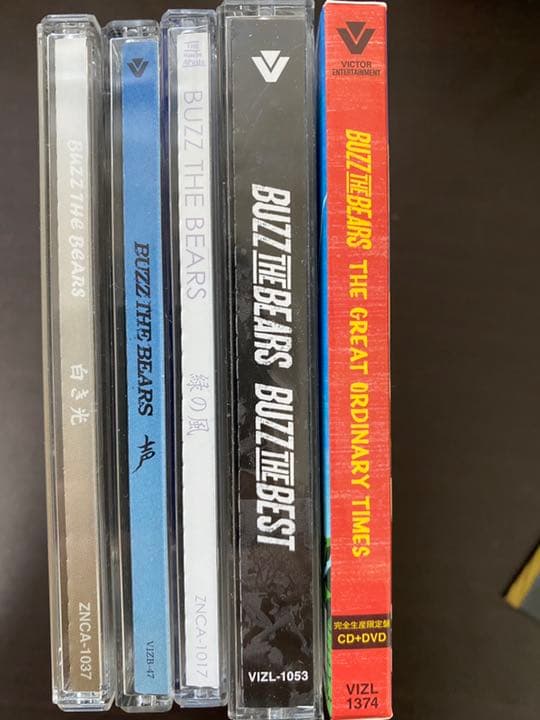 BUZZ THE BEARS 白き光
ZNCA-1037
BUZZ THE BEARS
VIZB-47
BUZZ THE BEARS 緑の風
ZNCA-1017
BUZZ THE BEARS BUZZ THE BEST
VIZL-1053
VICTOR
ENTERTAINMENT
BUZZ THE BEARS THE GREAT ORDINARY TIMES
完全生産限定盤
CD+DVD
VIZL
1374